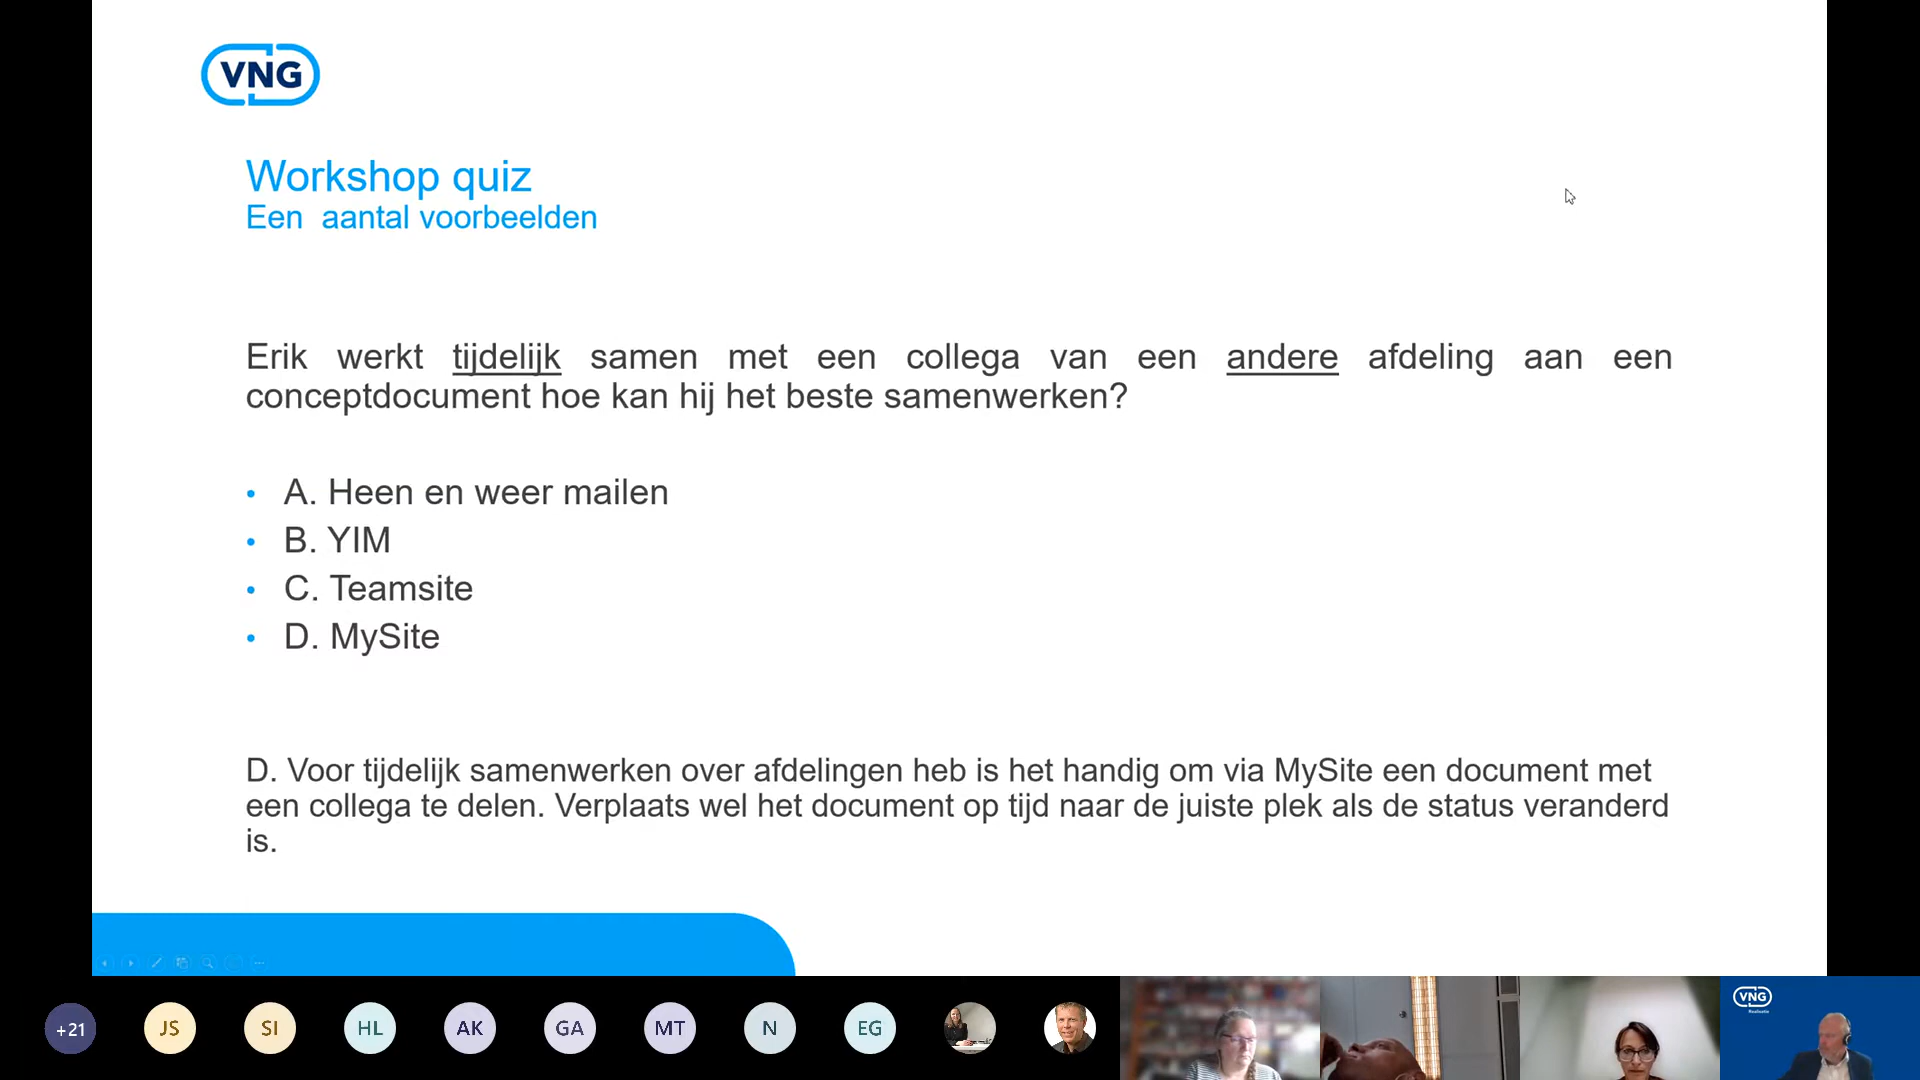 VNG
Workshop quiz
Een aantal voorbeelden
Erik werkt tijdelijk samen met een collega van een andere afdeling aan een
conceptdocument hoe kan hij het beste samenwerken?
• A. Heen en weer mailen
• B. YIM
• C. Teamsite
• D. MySite
D. Voor tijdelijk samenwerken over afdelingen heb is het handig om via MySite een document met
een collega te delen. Verplaats wel het document op tijd naar de juiste plek als de status veranderd
is.
+21 JS SI HL AK GA MT N EG
VNG
Realisatie